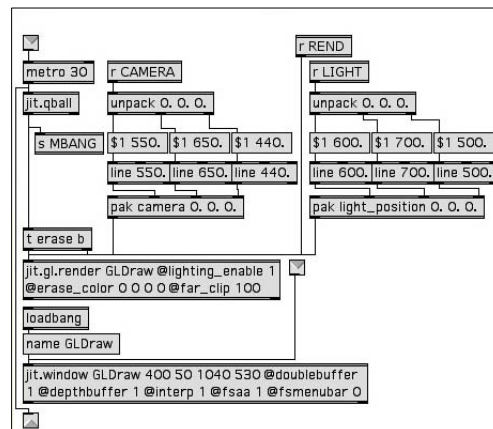 r REND
metro 30
r CAMERA
r LIGHT
jit.qball
unpack 0. 0. 0.
unpack 0. 0. 0.
s MBANG
$1 550.
$1 650.
$1 440.
$1 600.
$1 700.
$1 500.
line 550.
line 650.
line 440.
line 600.
line 700.
line 500.
pak camera 0. 0. 0.
pak light_position 0. 0. 0.
t erase b
jit.gl.render GLDraw @lighting_enable 1
@erase_color 0 0 0 0 @far_clip 100
loadbang
name GLDraw
jit.window GLDraw 400 50 1040 530 @doublebuffer
1 @depthbuffer 1 @interp 1 @fsaa 1 @fsmenubar 0